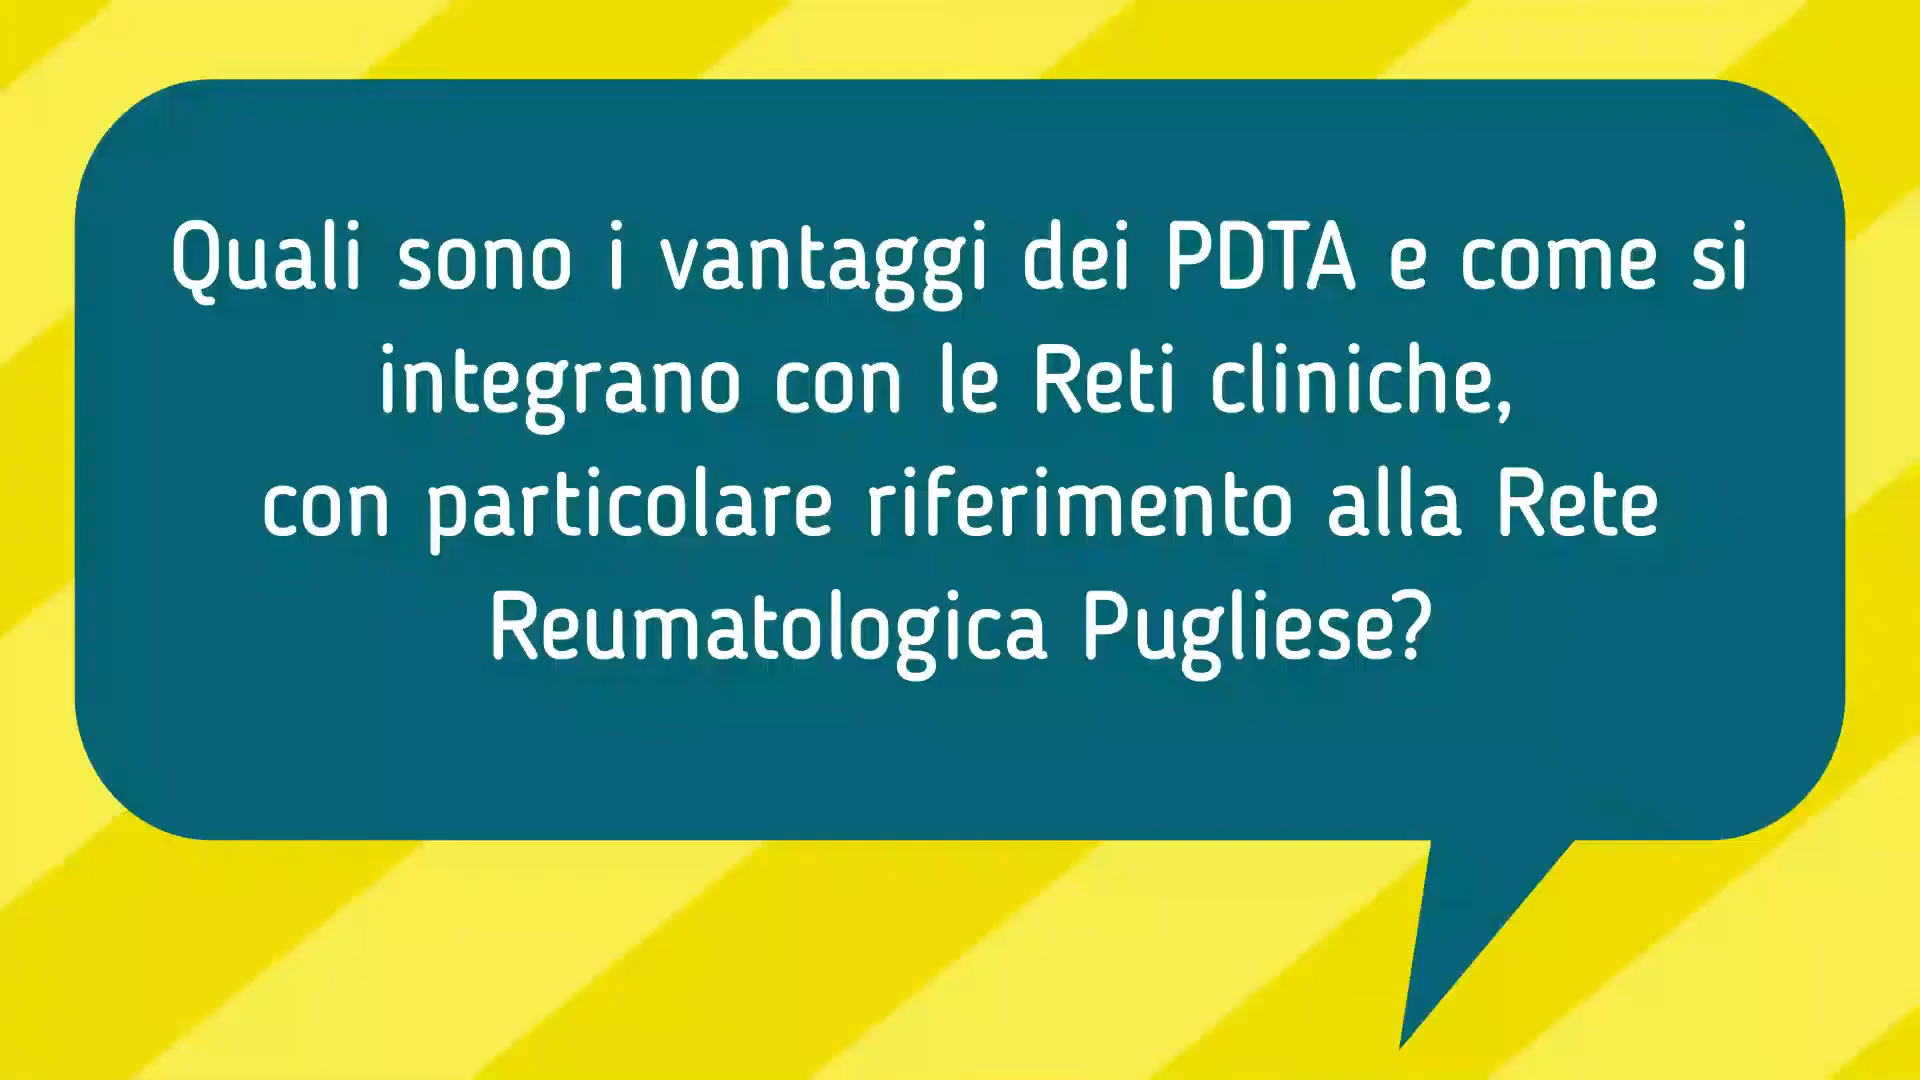 Quali sono i vantaggi dei PDTA e come si
integrano con le Reti cliniche,
con particolare riferimento alla Rete
Reumatologica Pugliese?